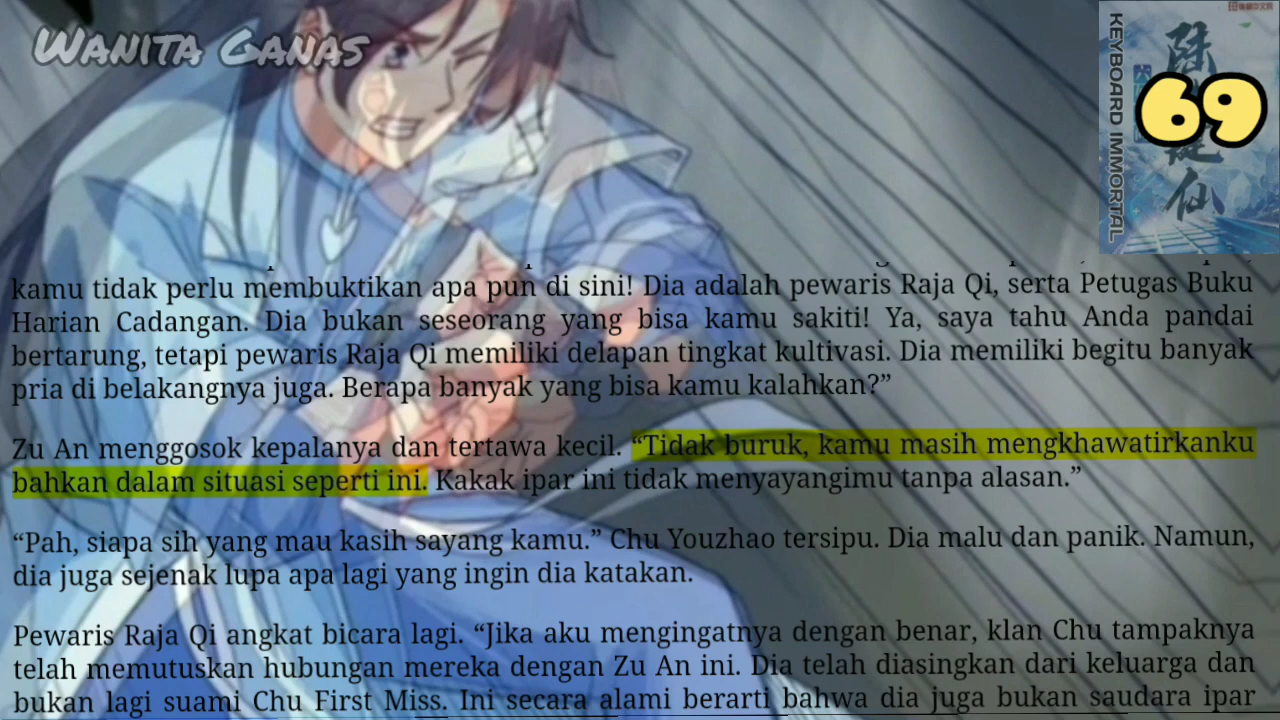 WANITA GANAS
KEYBOARD IMMORTAL
69
仙
kamu tidak perlu membuktikan apa pun di sini! Dia adalah pewaris Raja Qi, serta Petugas Buku
Harian Cadangan. Dia bukan seseorang yang bisa kamu sakiti! Ya, saya tahu Anda pandai
bertarung, tetapi pewaris Raja Qi memiliki delapan tingkat kultivasi. Dia memiliki begitu banyak
pria di belakangnya juga. Berapa banyak yang bisa kamu kalahkan?”
Zu An menggosok kepalanya dan tertawa kecil. “Tidak buruk, kamu masih mengkhawatirkanku
bahkan dalam situasi seperti ini. Kakak ipar ini tidak menyayangimu tanpa alasan.”
“Pah, siapa sih yang mau kasih sayang kamu.” Chu Youzhao tersipu. Dia malu dan panik. Namun,
dia juga sejenak lupa apa lagi yang ingin dia katakan.
Pewaris Raja Qi angkat bicara lagi. “Jika aku mengingatnya dengan benar, klan Chu tampaknya
telah memutuskan hubungan mereka dengan Zu An ini. Dia telah diasingkan dari keluarga dan
bukan lagi suami Chu First Miss. Ini secara alami berarti bahwa dia juga bukan saudara ipar